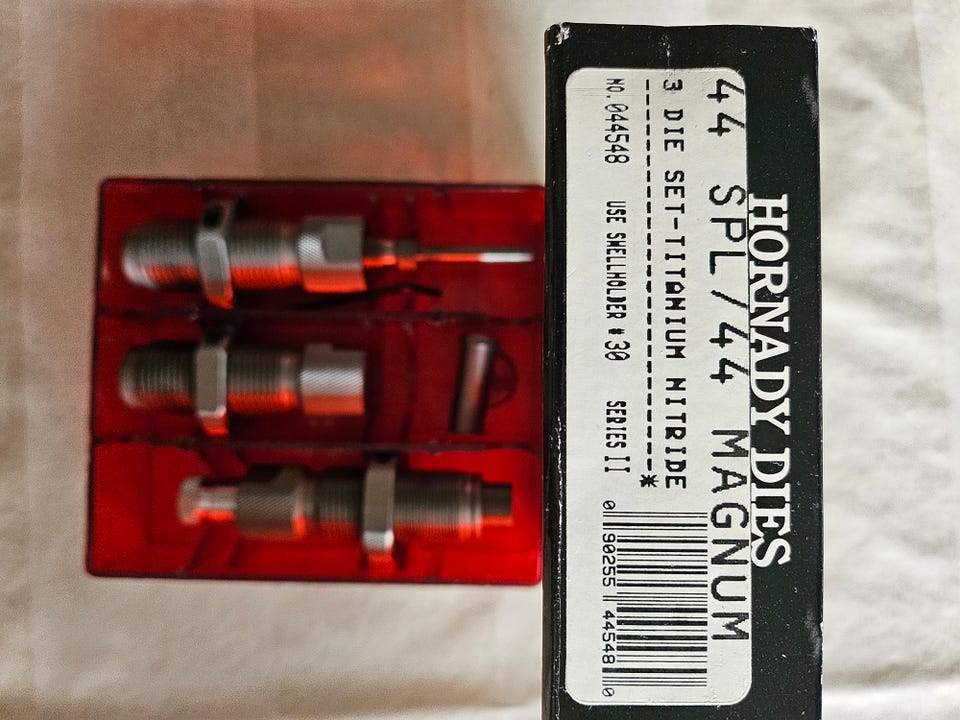 HORNADY DIES
44 SPL/44 MAGNUM
3 DIE SET-TITANIUM NITRIDE
---------------------------*
NO. 044548 USE SHELLHOLDER # 30 SERIES II
0 90255 44548 0